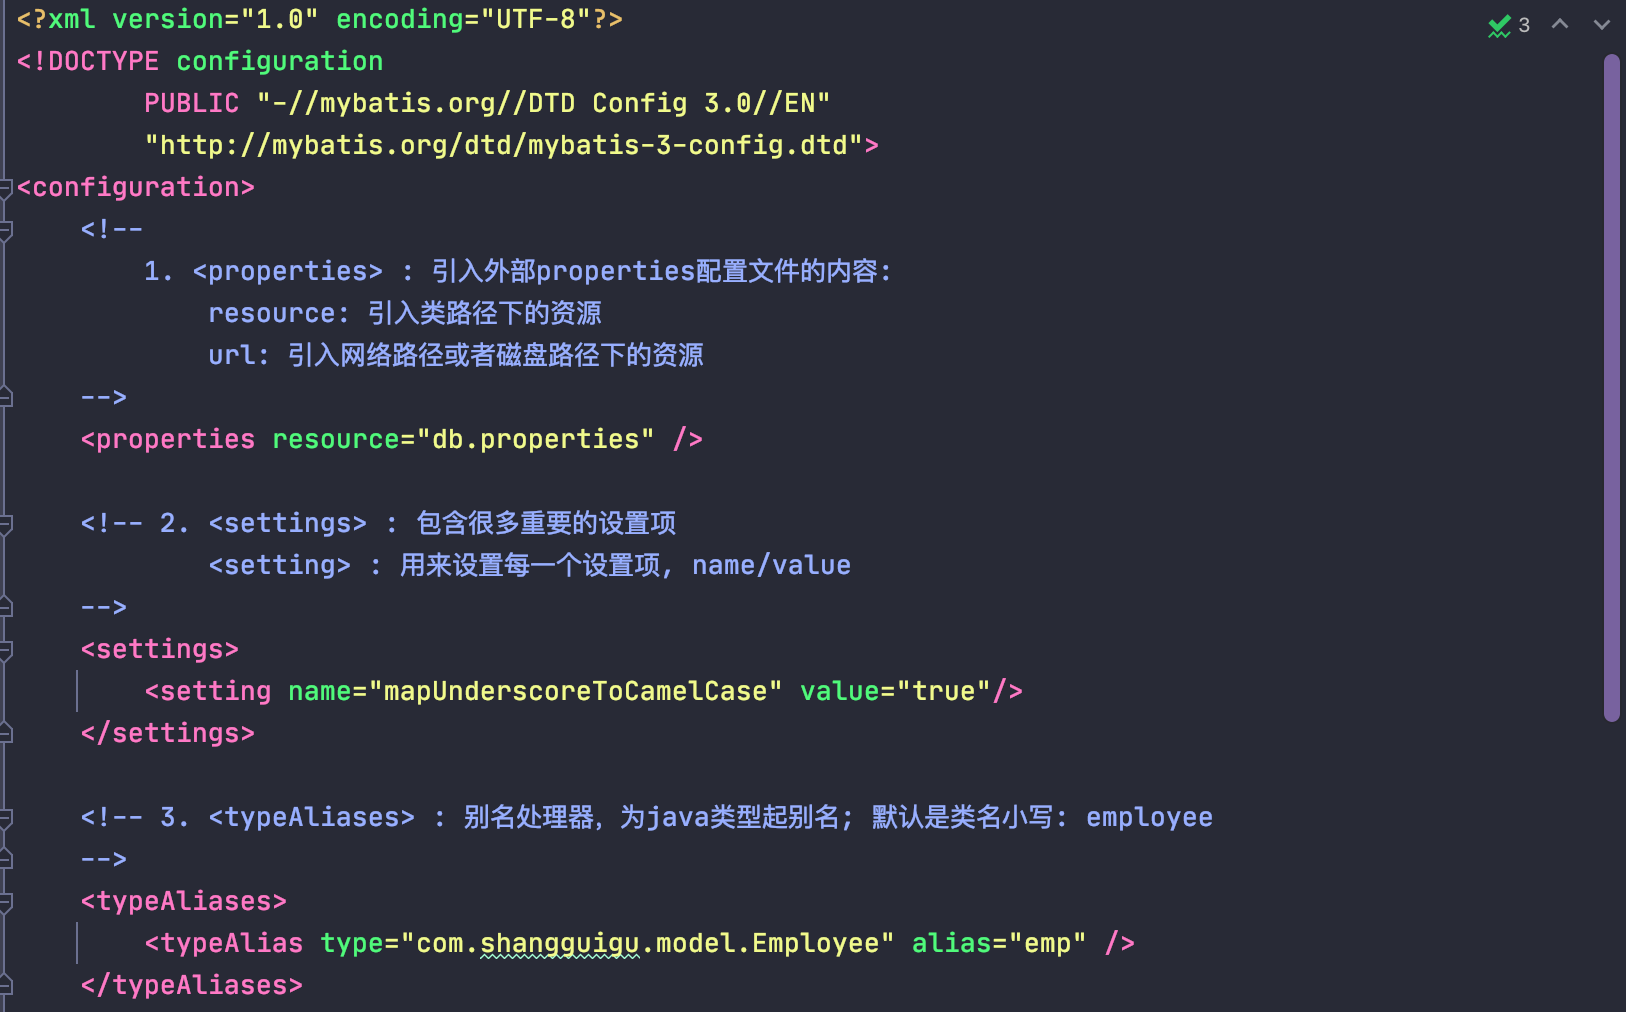 <?xml version="1.0" encoding="UTF-8"?>
3
<!DOCTYPE configuration
PUBLIC "-//mybatis.org//DTD Config 3.0//EN"
"http://mybatis.org/dtd/mybatis-3-config.dtd">
<configuration>
<!--
1. <properties> : 引入外部properties配置文件的内容:
resource: 引入类路径下的资源
url: 引入网络路径或者磁盘路径下的资源
-->
<properties resource="db.properties" />
<!-- 2. <settings> : 包含很多重要的设置项
<setting> : 用来设置每一个设置项, name/value
-->
<settings>
<setting name="mapUnderscoreToCamelCase" value="true"/>
</settings>
<!-- 3. <typeAliases> : 别名处理器，为java类型起别名; 默认是类名小写: employee
-->
<typeAliases>
<typeAlias type="com.shangguigu.model.Employee" alias="emp" />
</typeAliases>